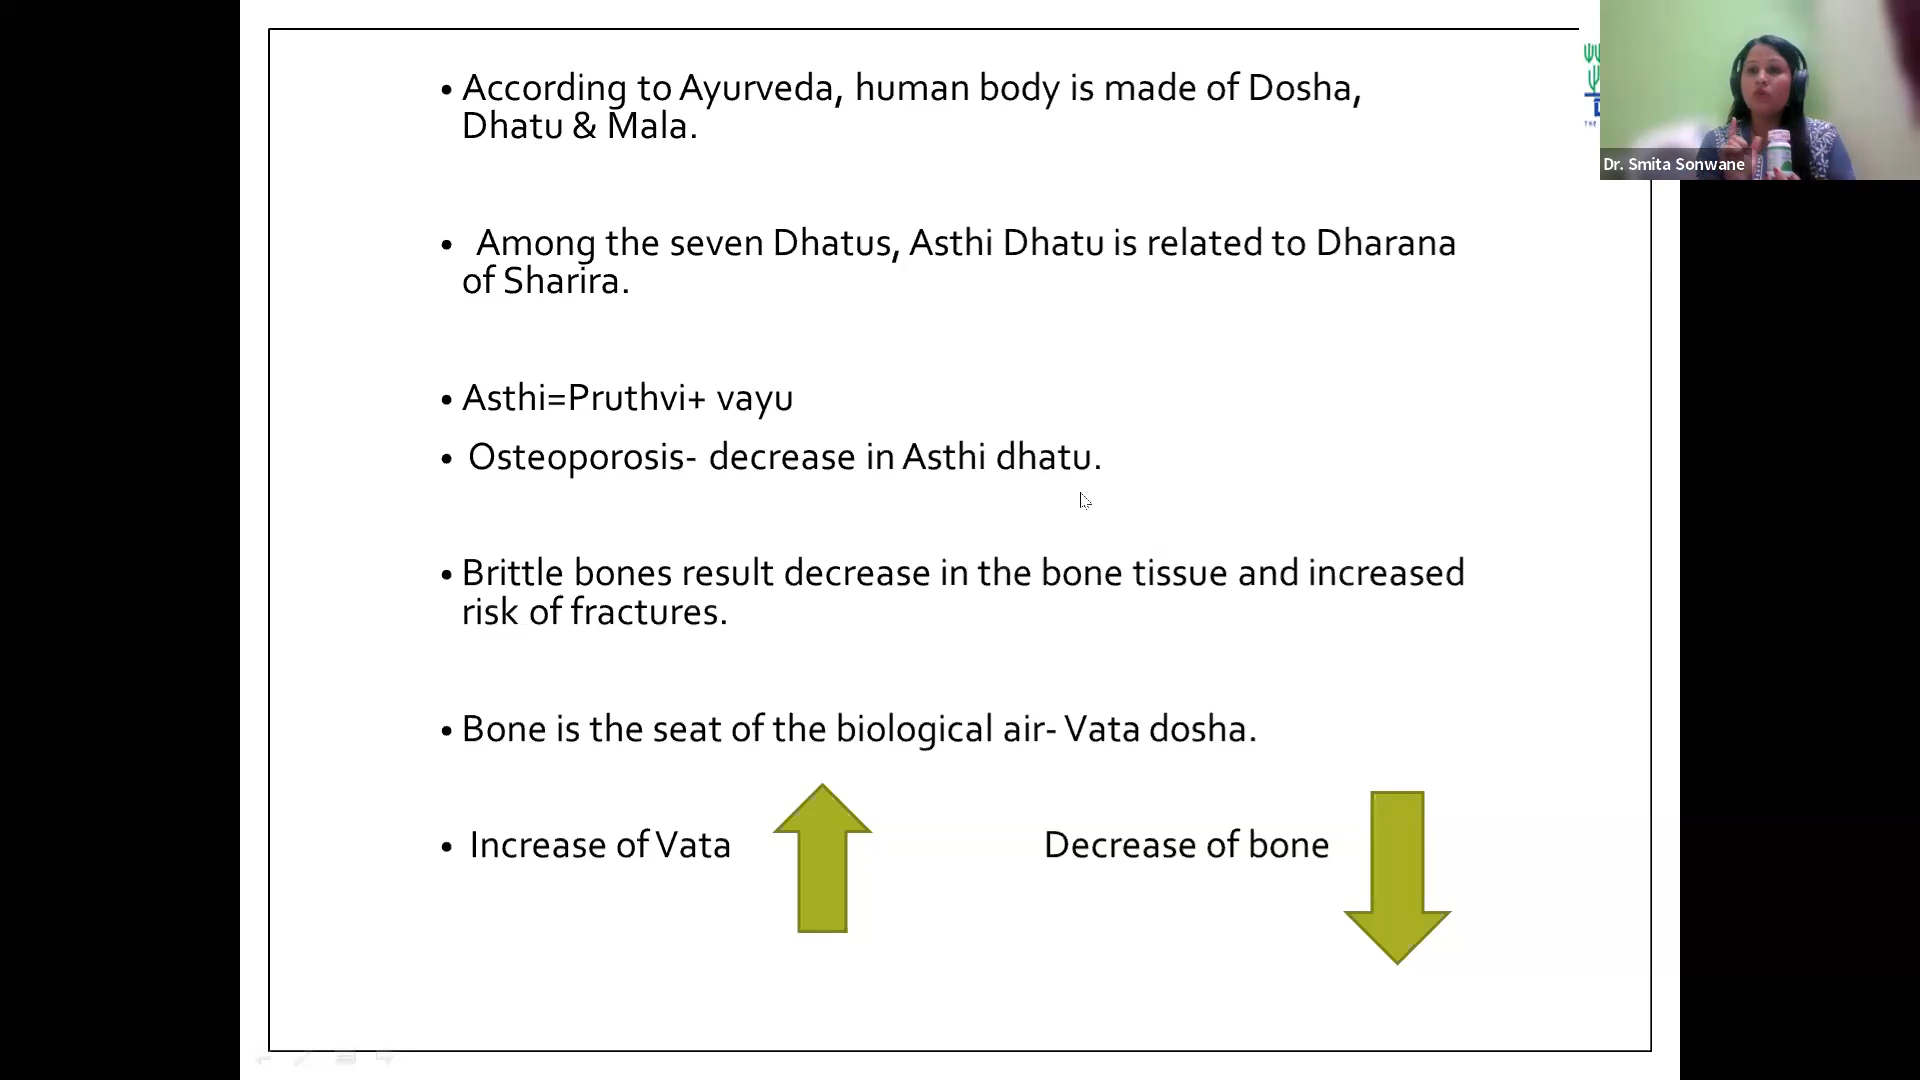 • According to Ayurveda, human body is made of Dosha,
Dhatu & Mala.
• Among the seven Dhatus, Asthi Dhatu is related to Dharana
of Sharira.
• Asthi=Pruthvi+ vayu
• Osteoporosis- decrease in Asthi dhatu.
• Brittle bones result decrease in the bone tissue and increased
risk of fractures.
• Bone is the seat of the biological air- Vata dosha.
• Increase of Vata Decrease of bone
Dr. Smita Sonwane
THE